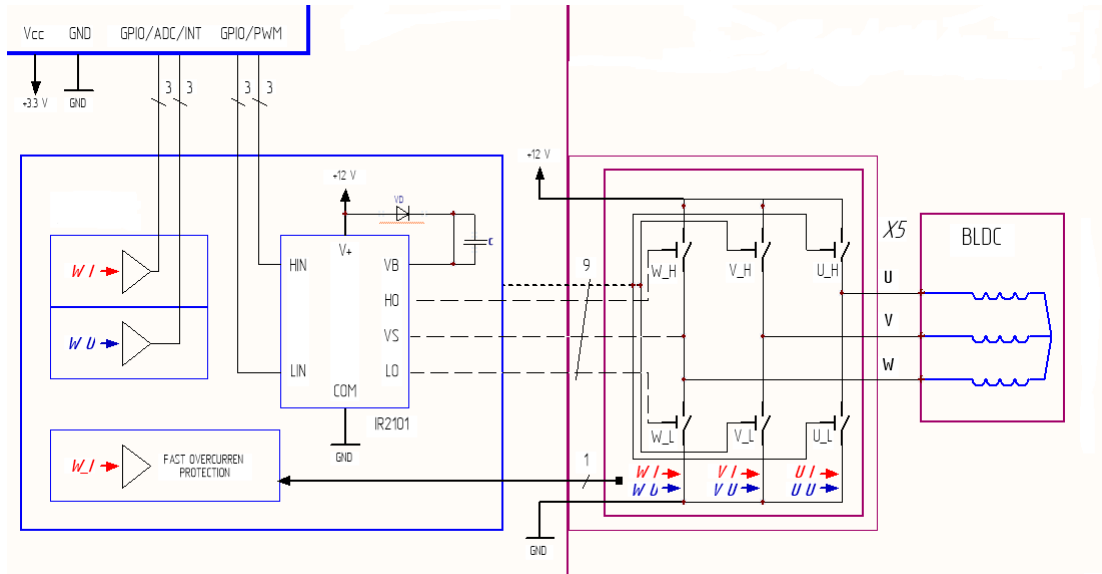 Vcc GND GPIO/ADC/INT GPIO/PWM
3 3 3 3
+3.3 V GND
+12 V
+12 V
VD
C
V+
X5
BLDC
W I
HIN VB
9
W_H V_H U_H
U
HO
V
W U
VS
W
LIN LO
COM
IR2101
W_L V_L U_L
GND
W_I
FAST OVERCURREN
PROTECTION
1
W I V I U I
W U V U U U
GND